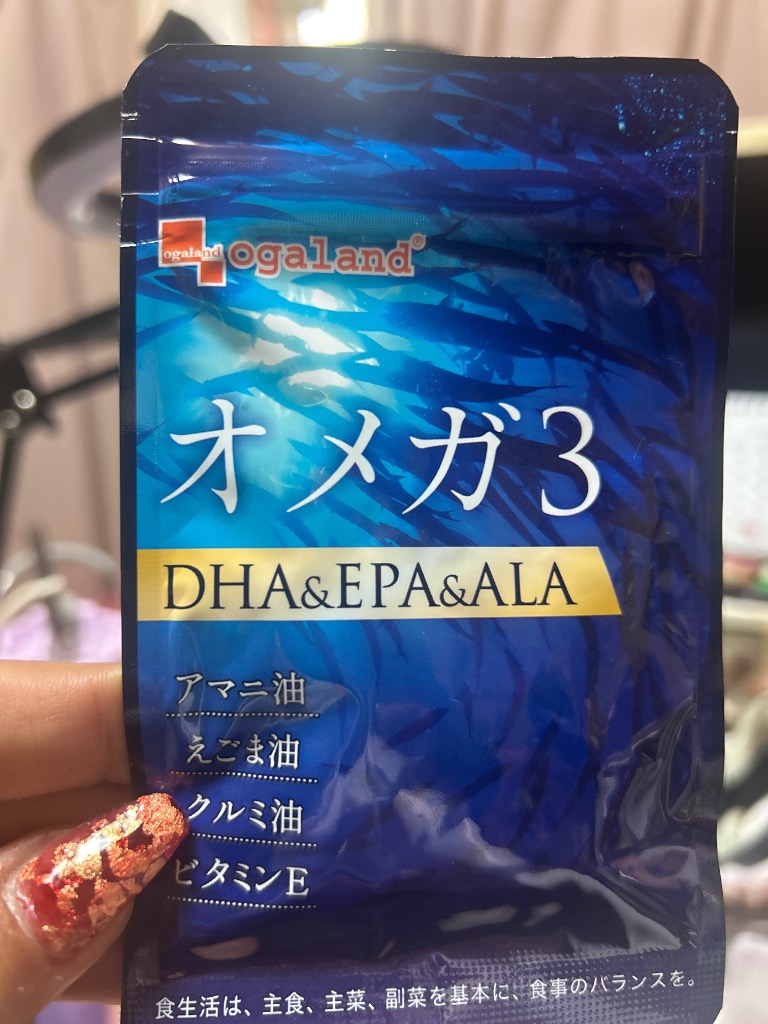 ogaland ogaland®
オメガ3
DHA&EPA&ALA
アマニ油
えごま油
クルミ油
ビタミンE
食生活は、主食、主菜、副菜を基本に、食事のバランスを。